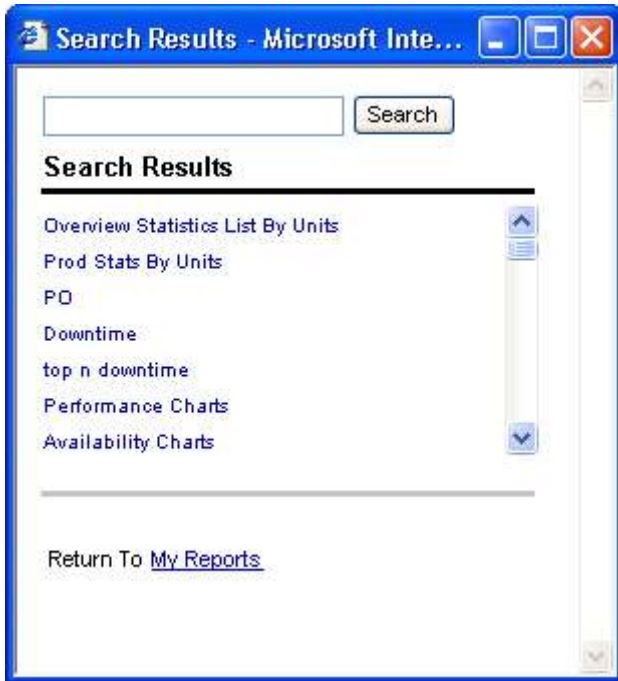 Search Results - Microsoft Inte...
Search
Search Results
Overview Statistics List By Units
Prod Stats By Units
PO
Downtime
top n downtime
Performance Charts
Availability Charts
Return To My Reports